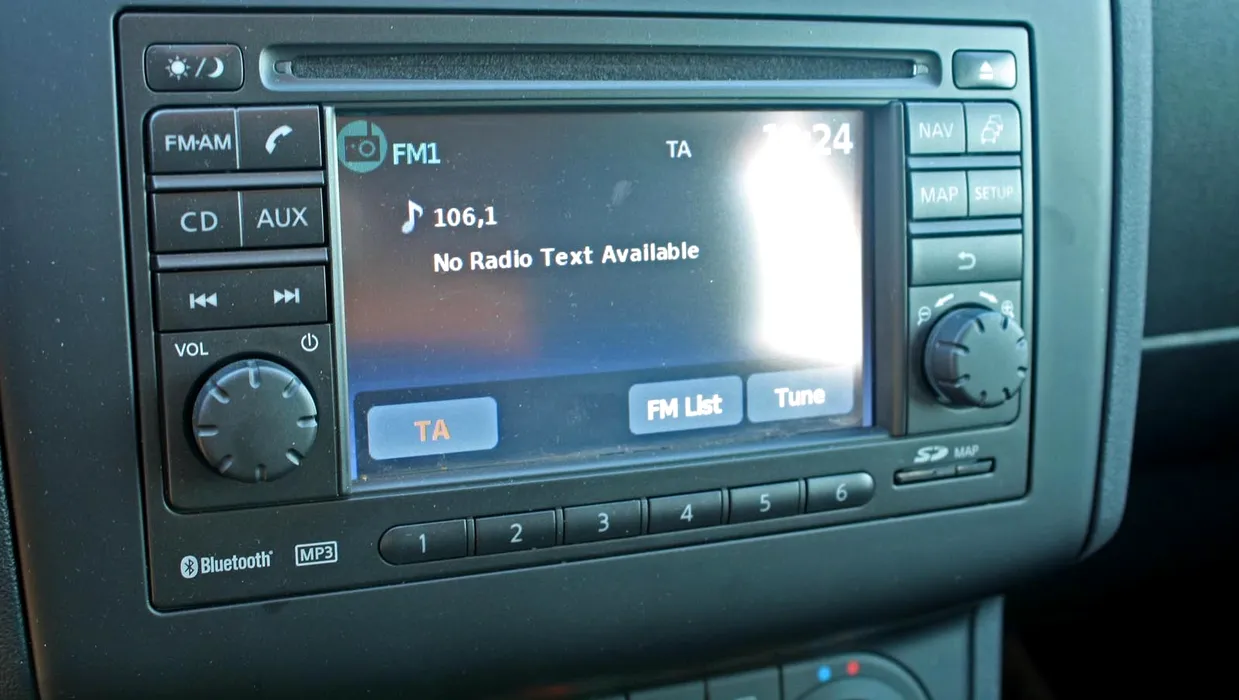 FM·AM
CD
AUX
VOL
FM1
TA
24
106,1
No Radio Text Available
TA
FM List
Tune
NAV
MAP
SETUP
SD MAP
1 2 3 4 5 6
Bluetooth
MP3